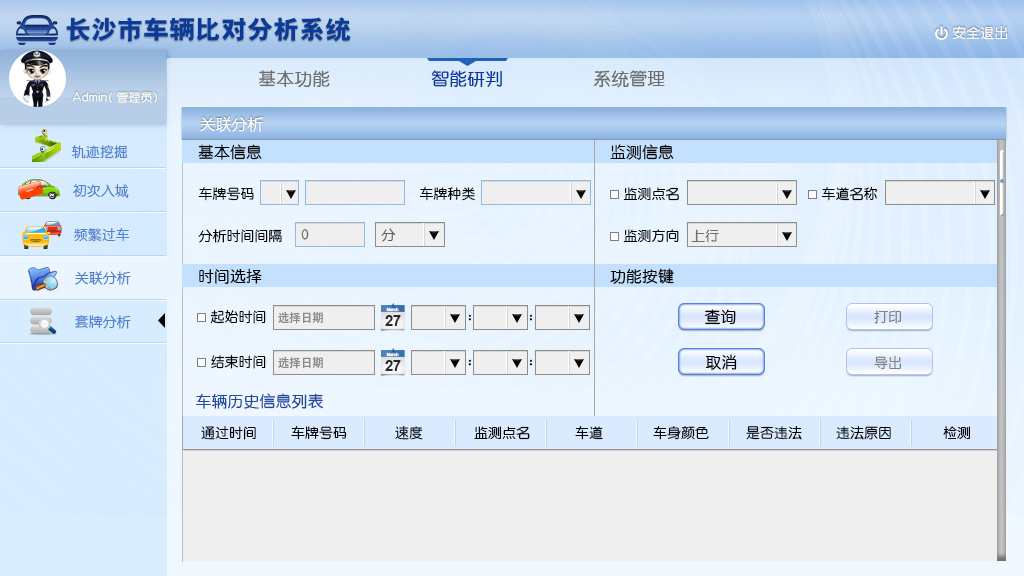 长沙市车辆比对分析系统
安全退出
Admin( 管理员)
基本功能
智能研判
系统管理
轨迹挖掘
初次入城
频繁过车
关联分析
套牌分析
关联分析
基本信息
监测信息
车牌号码
车牌种类
监测点名
车道名称
分析时间间隔 0 分
监测方向 上行
时间选择
功能按键
起始时间 选择日期 March 27 : :
查询
打印
结束时间 选择日期 March 27 : :
取消
导出
车辆历史信息列表
通过时间 车牌号码 速度 监测点名 车道 车身颜色 是否违法 违法原因 检测